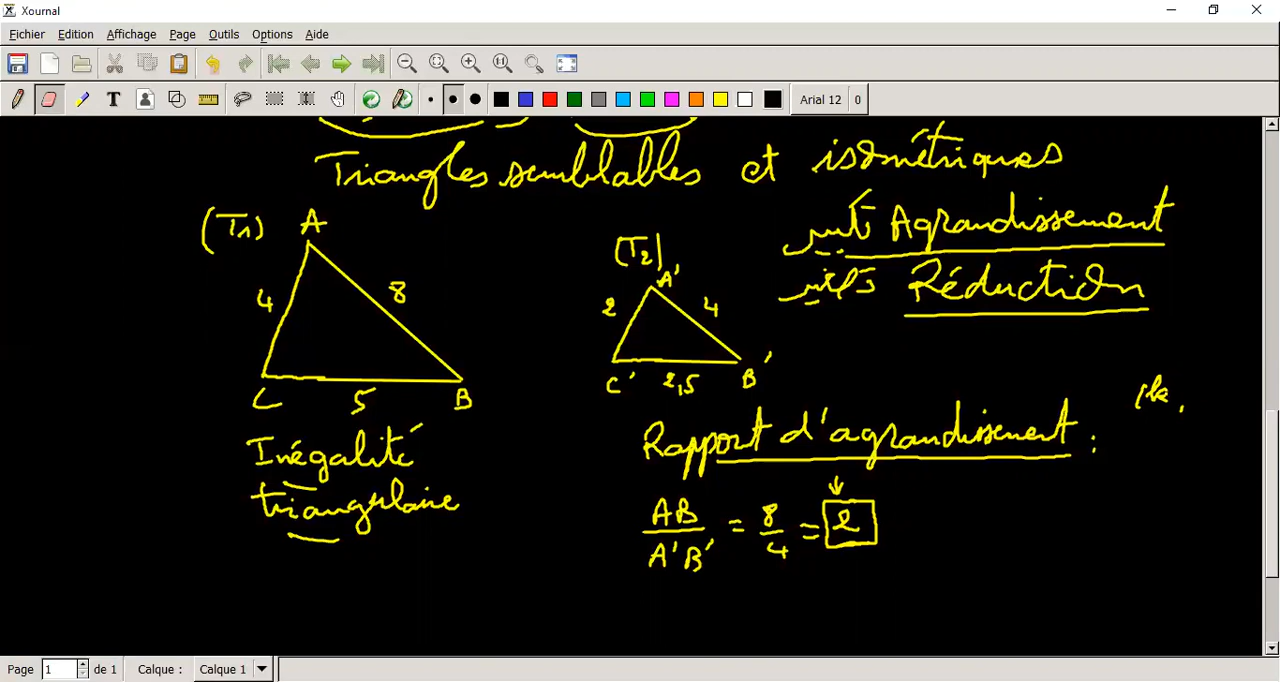 Xournal
Fichier Edition Affichage Page Outils Options Aide
Arial 12 0
Triangles semblables et isométriques
(T1)
A
4
8
C
5
B
(T2)
A'
2
4
C'
2,5
B'
تكبير Agrandissement
تصغير Réduction
Inégalité
triangulaire
Rapport d'agrandissement :
AB
A'B'
= 8
4
= 2
Page 1 de 1 Calque : Calque 1